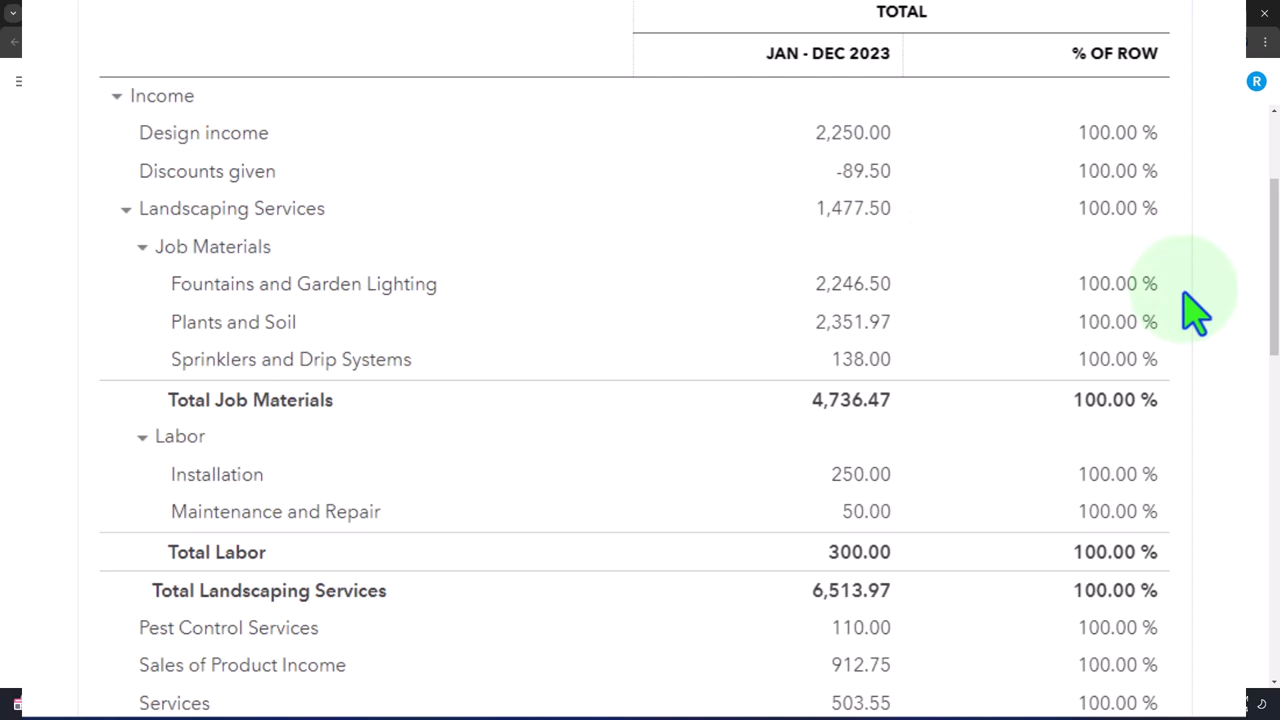 TOTAL
JAN - DEC 2023 % OF ROW
R
Income
Design income 2,250.00 100.00 %
Discounts given -89.50 100.00 %
Landscaping Services 1,477.50 100.00 %
Job Materials
Fountains and Garden Lighting 2,246.50 100.00 %
Plants and Soil 2,351.97 100.00 %
Sprinklers and Drip Systems 138.00 100.00 %
Total Job Materials 4,736.47 100.00 %
Labor
Installation 250.00 100.00 %
Maintenance and Repair 50.00 100.00 %
Total Labor 300.00 100.00 %
Total Landscaping Services 6,513.97 100.00 %
Pest Control Services 110.00 100.00 %
Sales of Product Income 912.75 100.00 %
Services 503.55 100.00 %